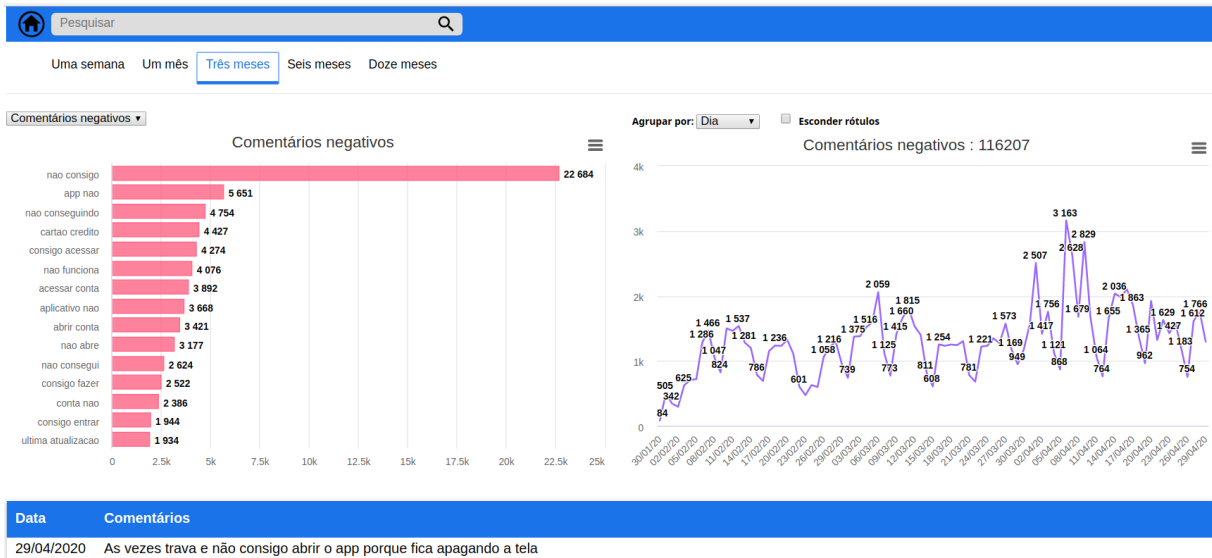 Pesquisar
Uma semana Um mês Três meses Seis meses Doze meses
Comentários negativos ▾
Comentários negativos
nao consigo 22 684
app nao 5 651
nao conseguindo 4 754
cartao credito 4 427
consigo acessar 4 274
nao funciona 4 076
acessar conta 3 892
aplicativo nao 3 668
abrir conta 3 421
nao abre 3 177
nao consegui 2 624
consigo fazer 2 522
conta nao 2 386
consigo entrar 1 944
ultima atualizacao 1 934
0 2.5k 5k 7.5k 10k 12.5k 15k 17.5k 20k 22.5k 25k
Agrupar por: Dia ▾ Esconder rótulos
Comentários negativos : 116207
4k
3k
2k
1k
0
84
505
342
625
1 286
1 466
1 047
824
1 537
1 281
786
1 236
601
1 058
1 216
739
1 375
1 516
2 059
1 125
773
1 415
1 660
1 815
811
608
1 254
781
1 221
1 573
1 169
949
2 507
1 417
1 756
1 121
868
3 163
2 628
1 679
2 829
1 064
764
1 655
2 036
1 863
1 365
962
1 629
1 427
1 183
754
1 612
1 766
30/01/20 02/02/20 05/02/20 08/02/20 11/02/20 14/02/20 17/02/20 20/02/20 23/02/20 26/02/20 29/02/20 03/03/20 06/03/20 09/03/20 12/03/20 15/03/20 18/03/20 21/03/20 24/03/20 27/03/20 30/03/20 02/04/20 05/04/20 08/04/20 11/04/20 14/04/20 17/04/20 20/04/20 23/04/20 26/04/20 29/04/20
Data Comentários
29/04/2020 As vezes trava e não consigo abrir o app porque fica apagando a tela